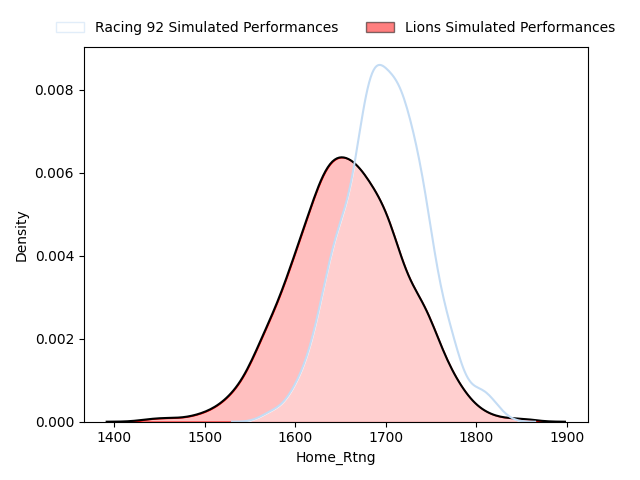 Racing 92 Simulated Performances
Lions Simulated Performances
0.008
0.006
0.004
0.002
0.000
Density
1400 1500 1600 1700 1800 1900
Home_Rtng